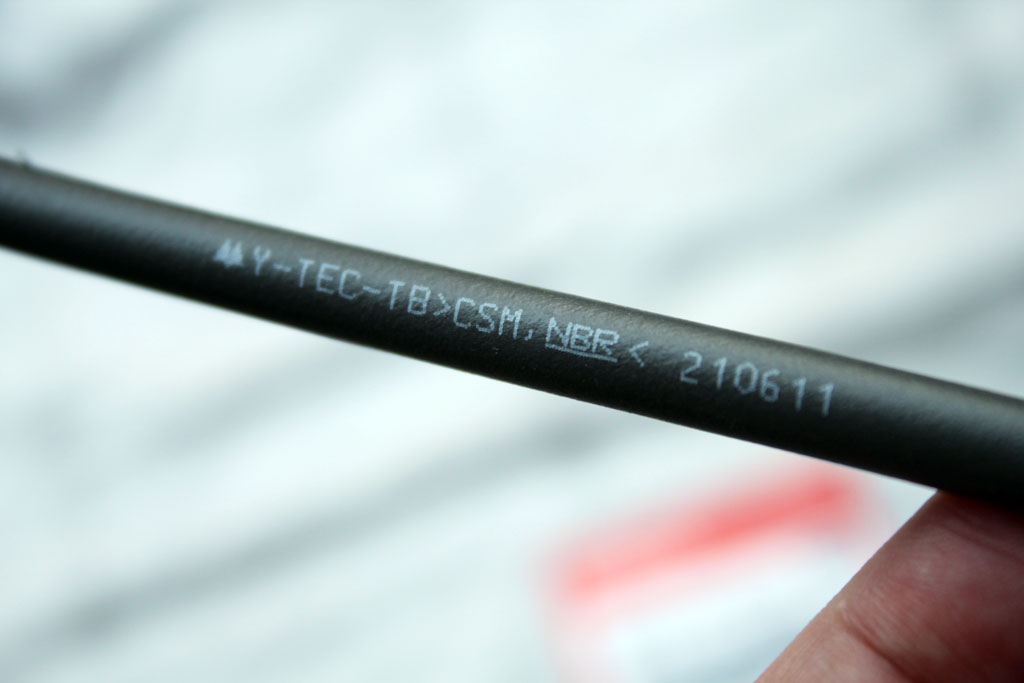 Y-TEC-TB>CSM,NBR< 210611